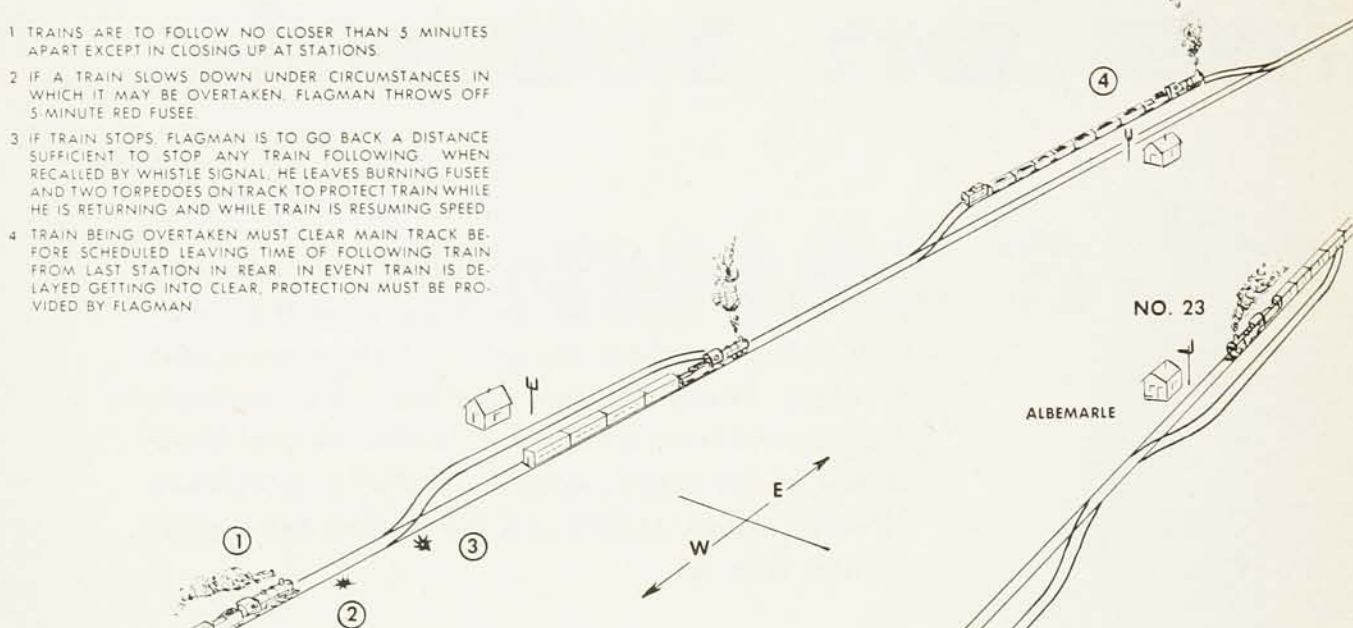 1 TRAINS ARE TO FOLLOW NO CLOSER THAN 5 MINUTES
APART EXCEPT IN CLOSING UP AT STATIONS.
2 IF A TRAIN SLOWS DOWN UNDER CIRCUMSTANCES IN
WHICH IT MAY BE OVERTAKEN, FLAGMAN THROWS OFF
5-MINUTE RED FUSEE.
3 IF TRAIN STOPS, FLAGMAN IS TO GO BACK A DISTANCE
SUFFICIENT TO STOP ANY TRAIN FOLLOWING. WHEN
RECALLED BY WHISTLE SIGNAL, HE LEAVES BURNING FUSEE
AND TWO TORPEDOES ON TRACK TO PROTECT TRAIN WHILE
HE IS RETURNING AND WHILE TRAIN IS RESUMING SPEED.
4 TRAIN BEING OVERTAKEN MUST CLEAR MAIN TRACK BE-
FORE SCHEDULED LEAVING TIME OF FOLLOWING TRAIN
FROM LAST STATION IN REAR. IN EVENT TRAIN IS DE-
LAYED GETTING INTO CLEAR, PROTECTION MUST BE PRO-
VIDED BY FLAGMAN
4
NO. 23
ALBEMARLE
E
W
1
3
2